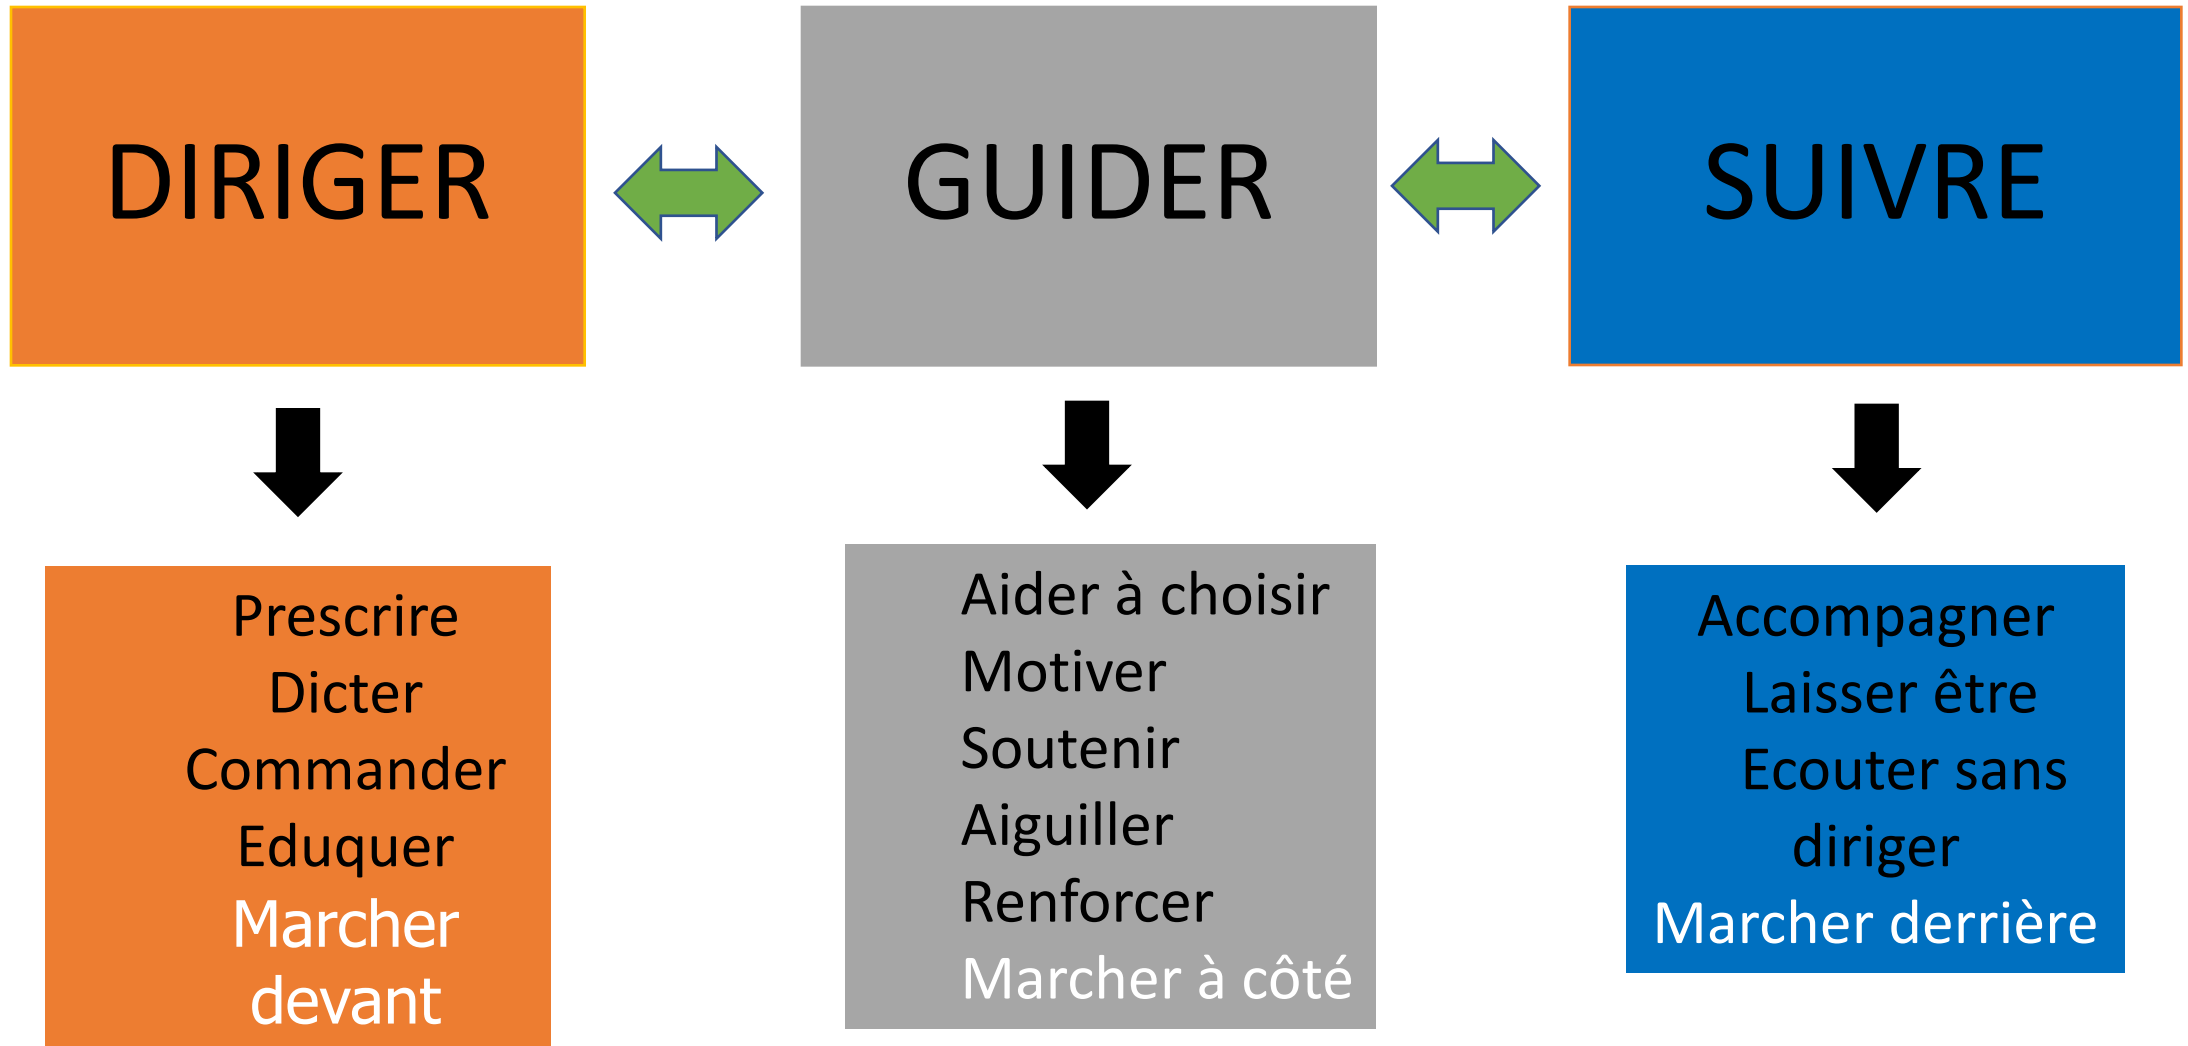 DIRIGER
GUIDER
SUIVRE
Prescrire
Dicter
Commander
Eduquer
Marcher
devant
Aider à choisir
Motiver
Soutenir
Aiguiller
Renforcer
Marcher à côté
Accompagner
Laisser être
Ecouter sans
diriger
Marcher derrière